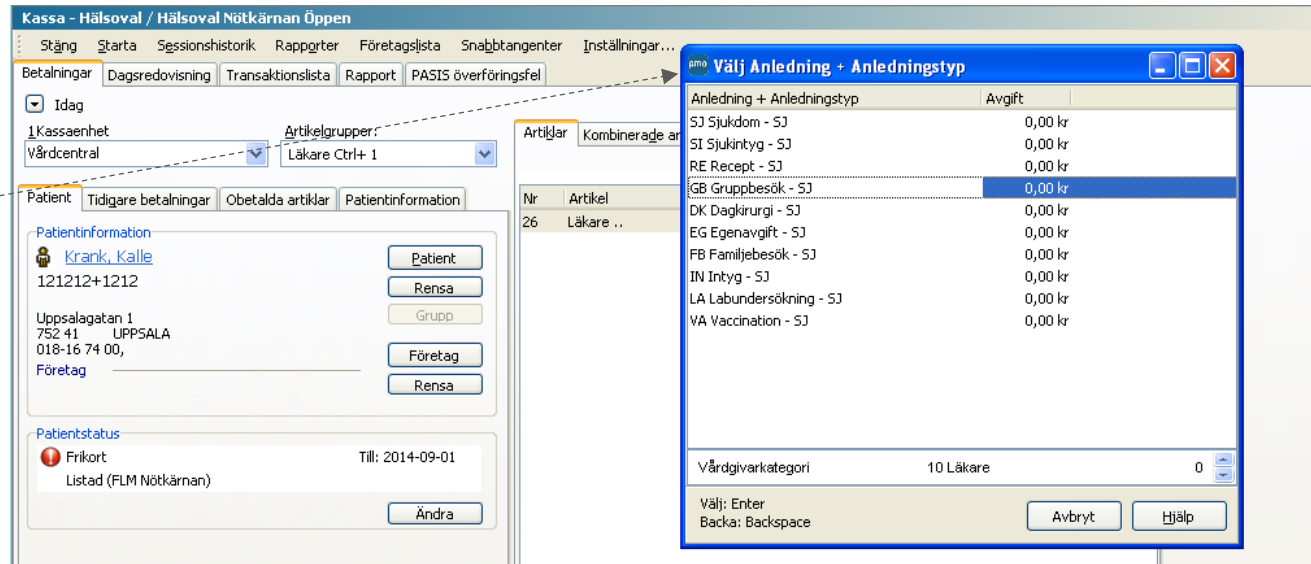 Kassa - Hälsoval / Hälsoval Nötkärnan Öppen
Stäng Starta Sessionshistorik Rapporter Företagslista Snabbtangenter Inställningar...
Betalningar Dagsredovisning Transaktionslista Rapport PASIS överföringsfel
Idag
1Kassaenhet Artikelgrupper:
Vårdcentral Läkare Ctrl+ 1
Patient Tidigare betalningar Obetalda artiklar Patientinformation
Patientinformation
Krank, Kalle Patient
121212+1212 Rensa
Uppsalagatan 1 Grupp
752 41 UPPSALA
018-16 74 00, Företag
Företag
Rensa
Patientstatus
Frikort Till: 2014-09-01
Listad (FLM Nötkärnan)
Ändra
Artiklar Kombinerade ar
Nr Artikel
26 Läkare ..
pmo Välj Anledning + Anledningstyp
Anledning + Anledningstyp Avgift
SJ Sjukdom - SJ 0,00 kr
SI Sjukintyg - SJ 0,00 kr
RE Recept - SJ 0,00 kr
GB Gruppbesök - SJ 0,00 kr
DK Dagkirurgi - SJ 0,00 kr
EG Egenavgift - SJ 0,00 kr
FB Familjebesök - SJ 0,00 kr
IN Intyg - SJ 0,00 kr
LA Labundersökning - SJ 0,00 kr
VA Vaccination - SJ 0,00 kr
Vårdgivarkategori 10 Läkare 0
Välj: Enter
Backa: Backspace
Avbryt Hjälp